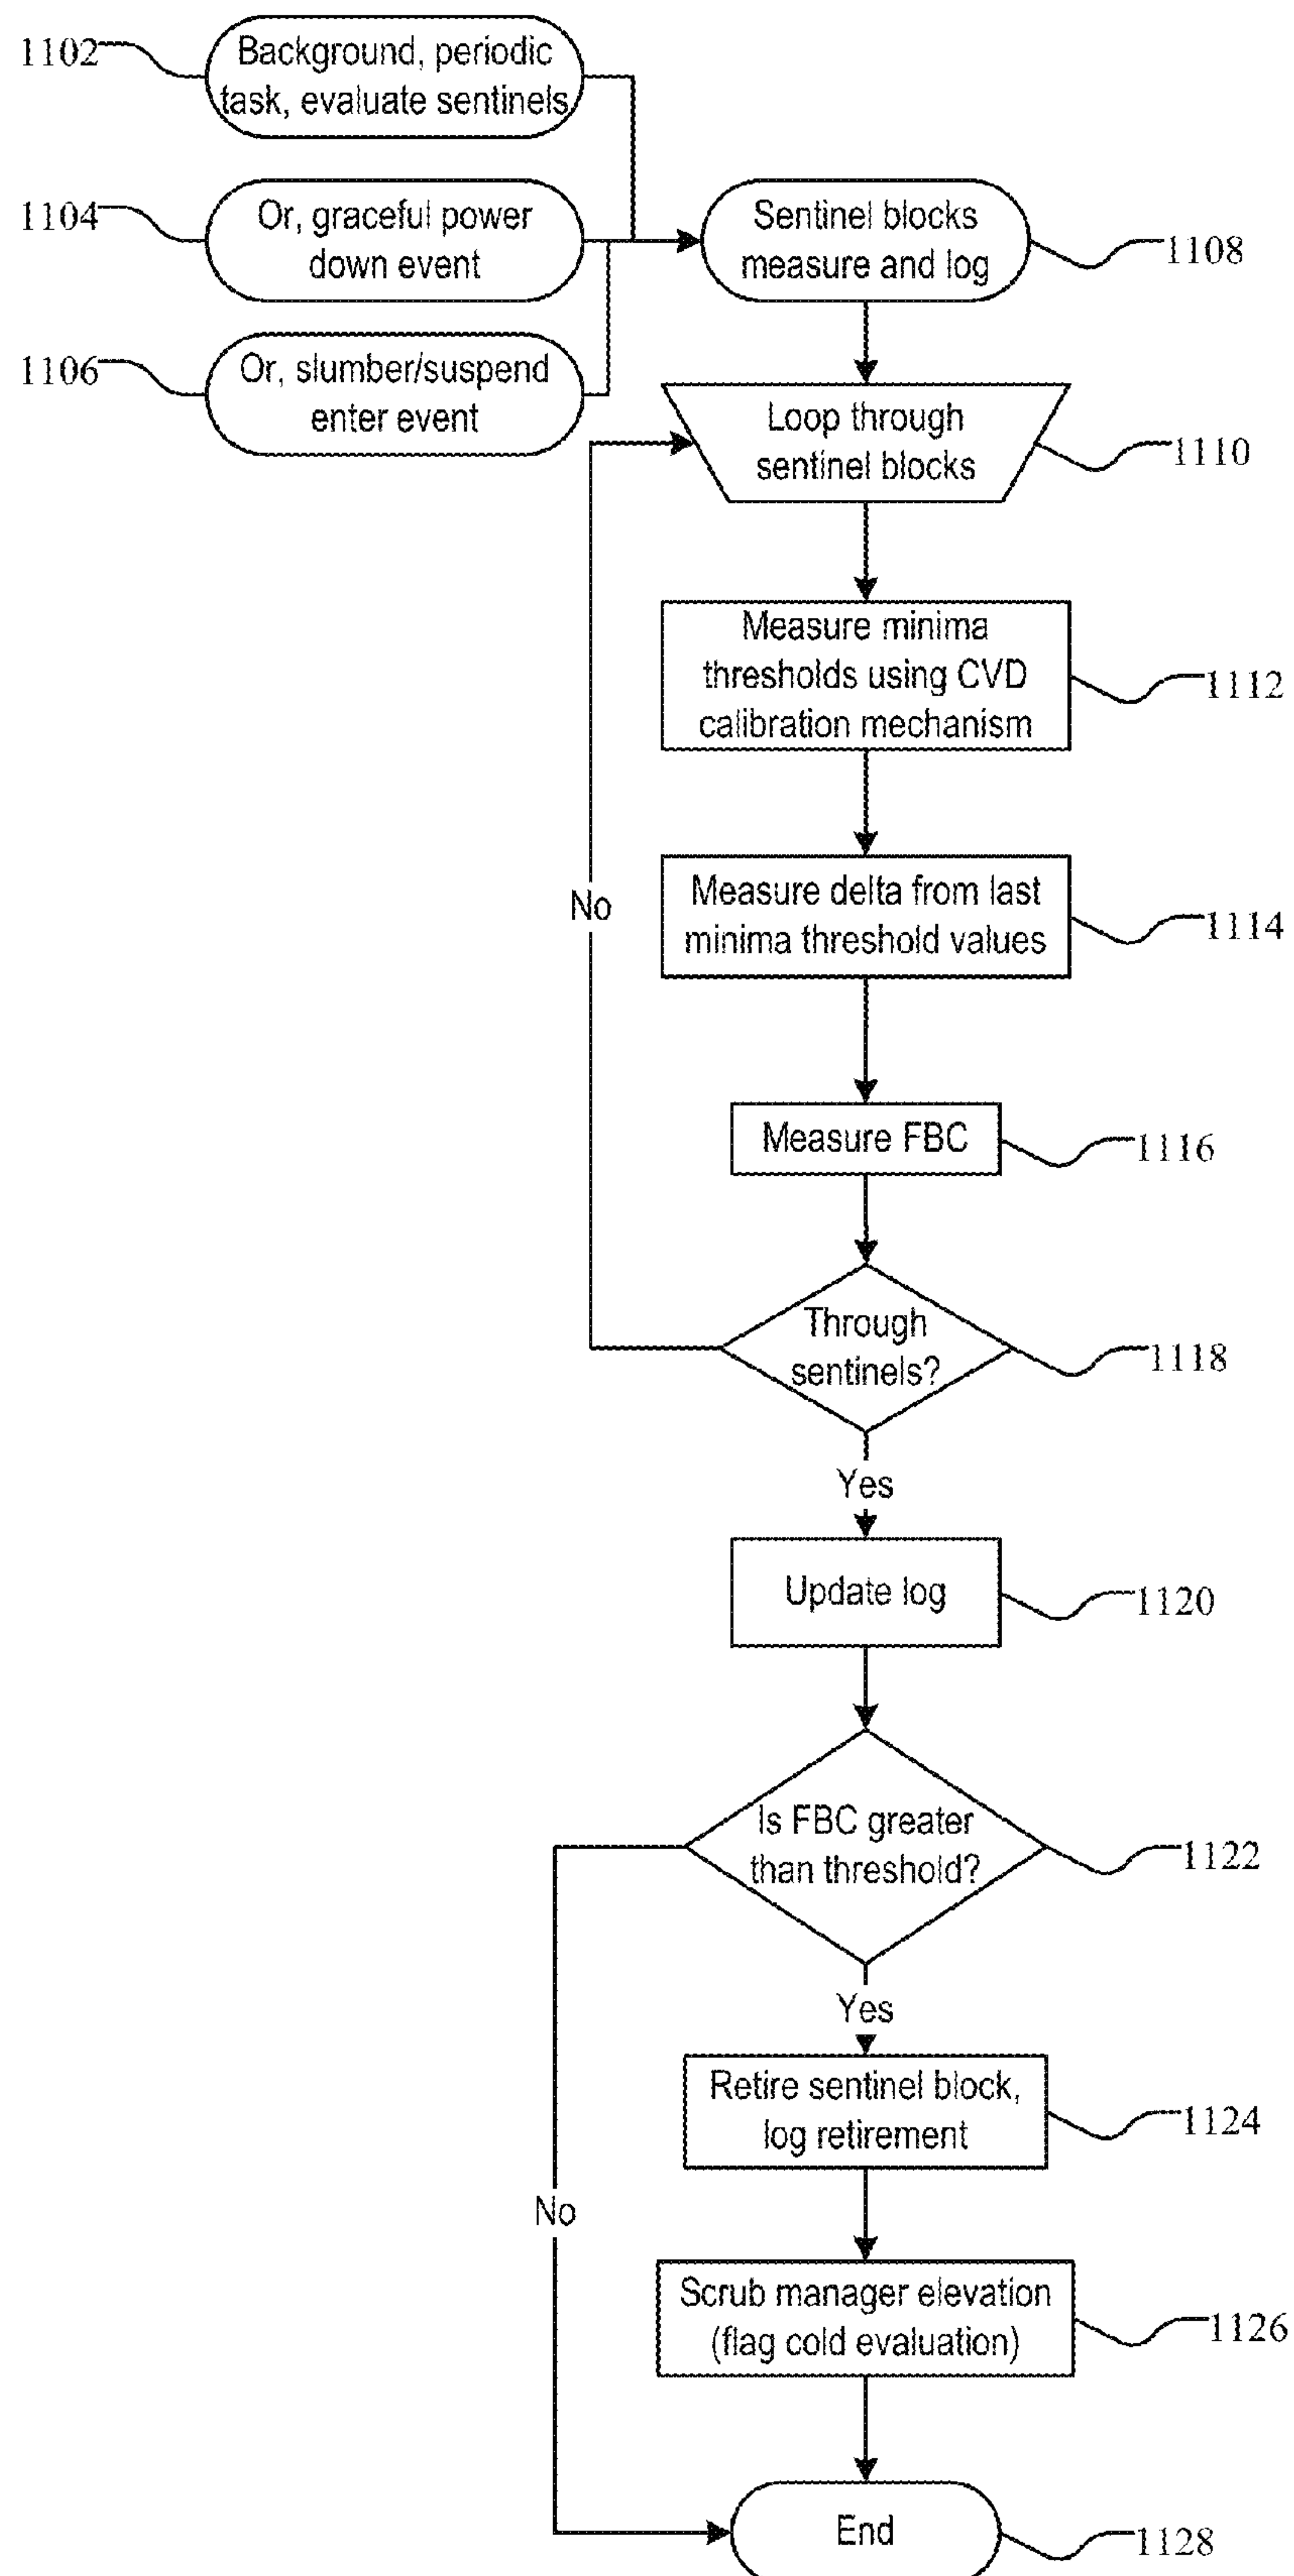 1102
Background, periodic
task, evaluate sentinels
1104
Or, graceful power
down event
1106
Or, slumber/suspend
enter event
Sentinel blocks
measure and log
1108
Loop through
sentinel blocks
1110
Measure minima
thresholds using CVD
calibration mechanism
1112
Measure delta from last
minima threshold values
1114
No
Measure FBC
1116
Through
sentinels?
1118
Yes
Update log
1120
Is FBC greater
than threshold?
1122
Yes
Retire sentinel block,
log retirement
1124
No
Scrub manager elevation
(flag cold evaluation)
1126
End
1128